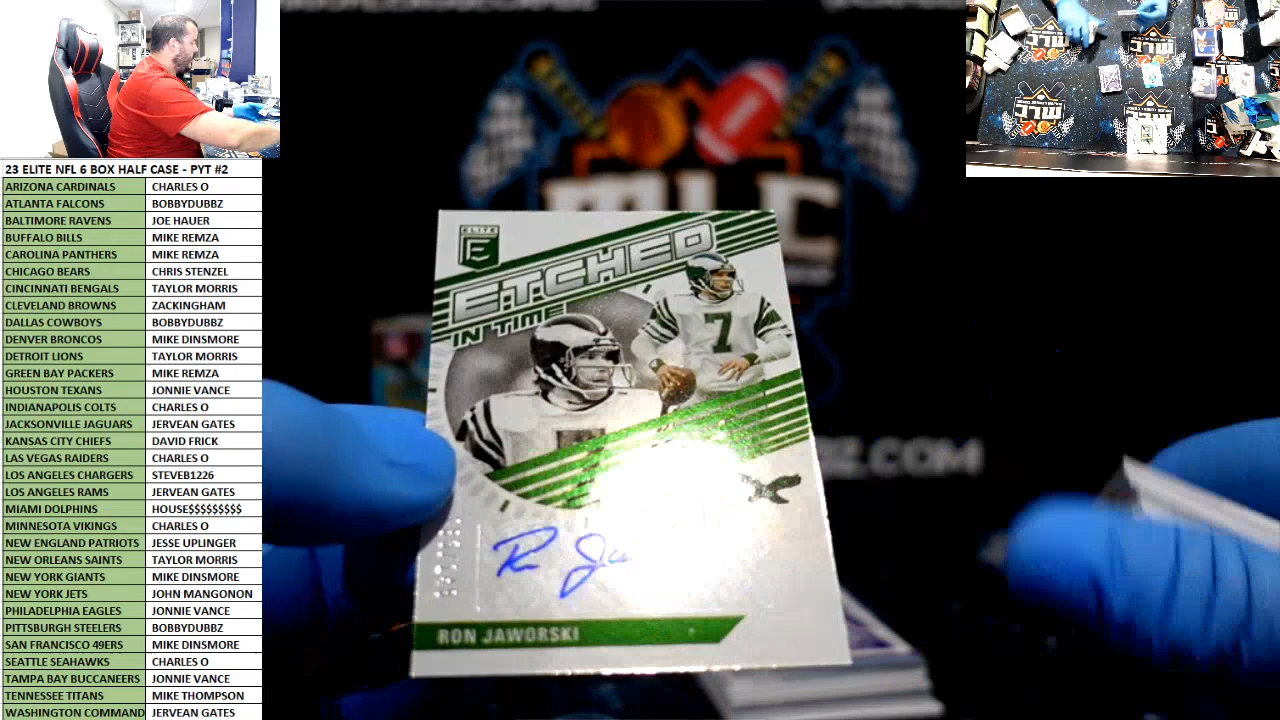 23 ELITE NFL 6 BOX HALF CASE - PYT #2
ARIZONA CARDINALS CHARLES O
ATLANTA FALCONS BOBBYDUBBZ
BALTIMORE RAVENS JOE HAUER
BUFFALO BILLS MIKE REMZA
CAROLINA PANTHERS MIKE REMZA
CHICAGO BEARS CHRIS STENZEL
CINCINNATI BENGALS TAYLOR MORRIS
CLEVELAND BROWNS ZACKINGHAM
DALLAS COWBOYS BOBBYDUBBZ
DENVER BRONCOS MIKE DINSMORE
DETROIT LIONS TAYLOR MORRIS
GREEN BAY PACKERS MIKE REMZA
HOUSTON TEXANS JONNIE VANCE
INDIANAPOLIS COLTS CHARLES O
JACKSONVILLE JAGUARS JERVEAN GATES
KANSAS CITY CHIEFS DAVID FRICK
LAS VEGAS RAIDERS CHARLES O
LOS ANGELES CHARGERS STEVEB1226
LOS ANGELES RAMS JERVEAN GATES
MIAMI DOLPHINS HOUSE$$$$$$$$$
MINNESOTA VIKINGS CHARLES O
NEW ENGLAND PATRIOTS JESSE UPLINGER
NEW ORLEANS SAINTS TAYLOR MORRIS
NEW YORK GIANTS MIKE DINSMORE
NEW YORK JETS JOHN MANGONON
PHILADELPHIA EAGLES JONNIE VANCE
PITTSBURGH STEELERS BOBBYDUBBZ
SAN FRANCISCO 49ERS MIKE DINSMORE
SEATTLE SEAHAWKS CHARLES O
TAMPA BAY BUCCANEERS JONNIE VANCE
TENNESSEE TITANS MIKE THOMPSON
WASHINGTON COMMAND JERVEAN GATES
MLC
ELITE
E
ETCHED
IN TIME
7
RON JAWORSKI
.COM